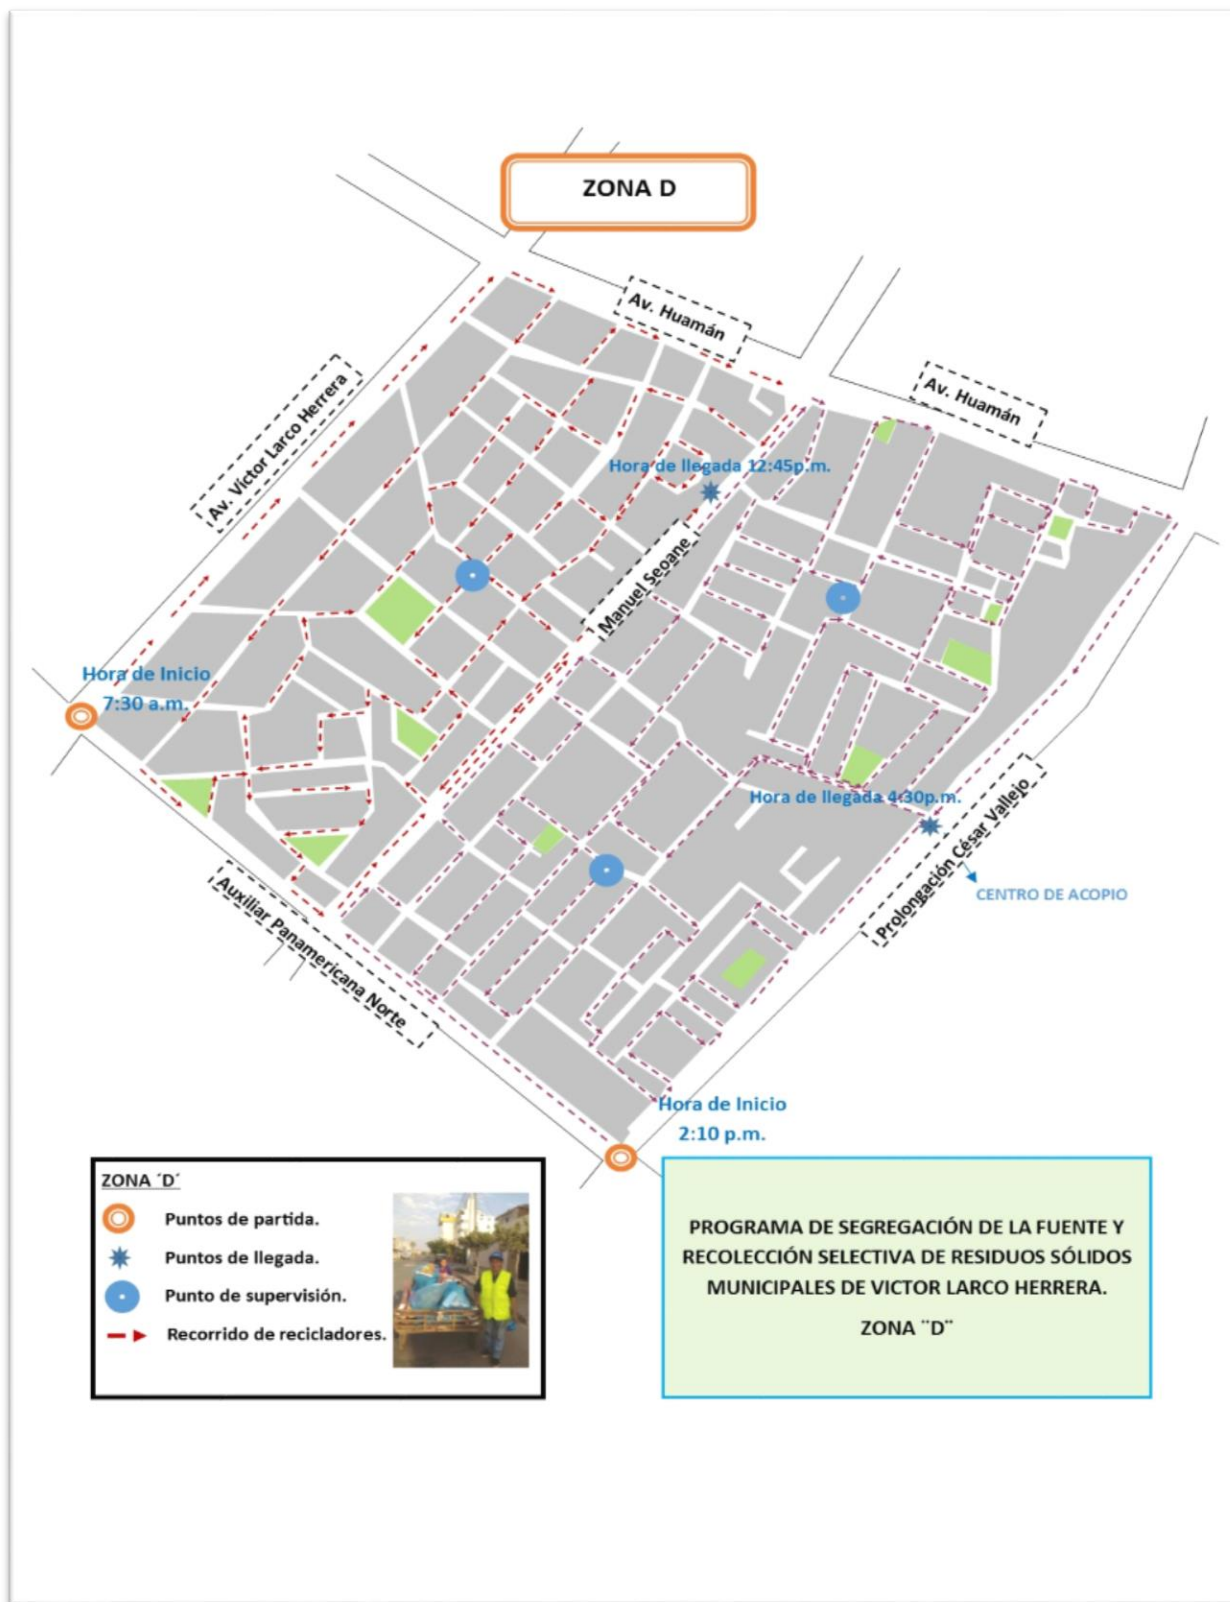 ZONA D
Av. Huamán
Av. Huamán
Av. Víctor Larco Herrera
Hora de llegada 12:45p.m.
Manuel Seoane
Hora de Inicio
7:30 a.m.
Hora de llegada 4:30p.m.
Prolongación César Vallejo
CENTRO DE ACOPIO
Auxiliar Panamericana Norte
Hora de Inicio
2:10 p.m.
ZONA ´D´
Puntos de partida.
Puntos de llegada.
Punto de supervisión.
Recorrido de recicladores.
PROGRAMA DE SEGREGACIÓN DE LA FUENTE Y
RECOLECCIÓN SELECTIVA DE RESIDUOS SÓLIDOS
MUNICIPALES DE VICTOR LARCO HERRERA.
ZONA ¨D¨